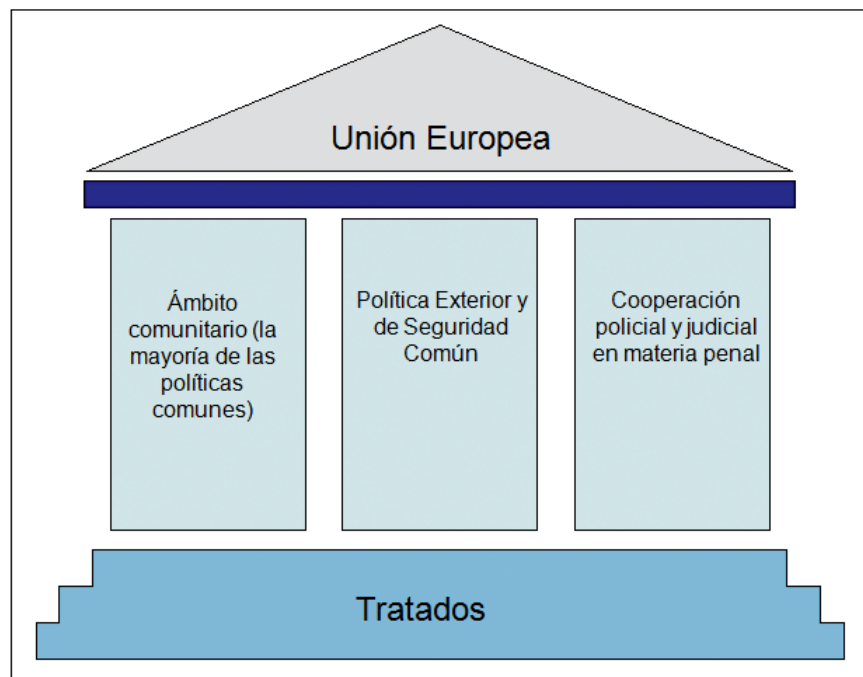 Unión Europea
Ámbito
comunitario (la
mayoría de las
políticas
comunes)
Política Exterior y
de Seguridad
Común
Cooperación
policial y judicial
en materia penal
Tratados